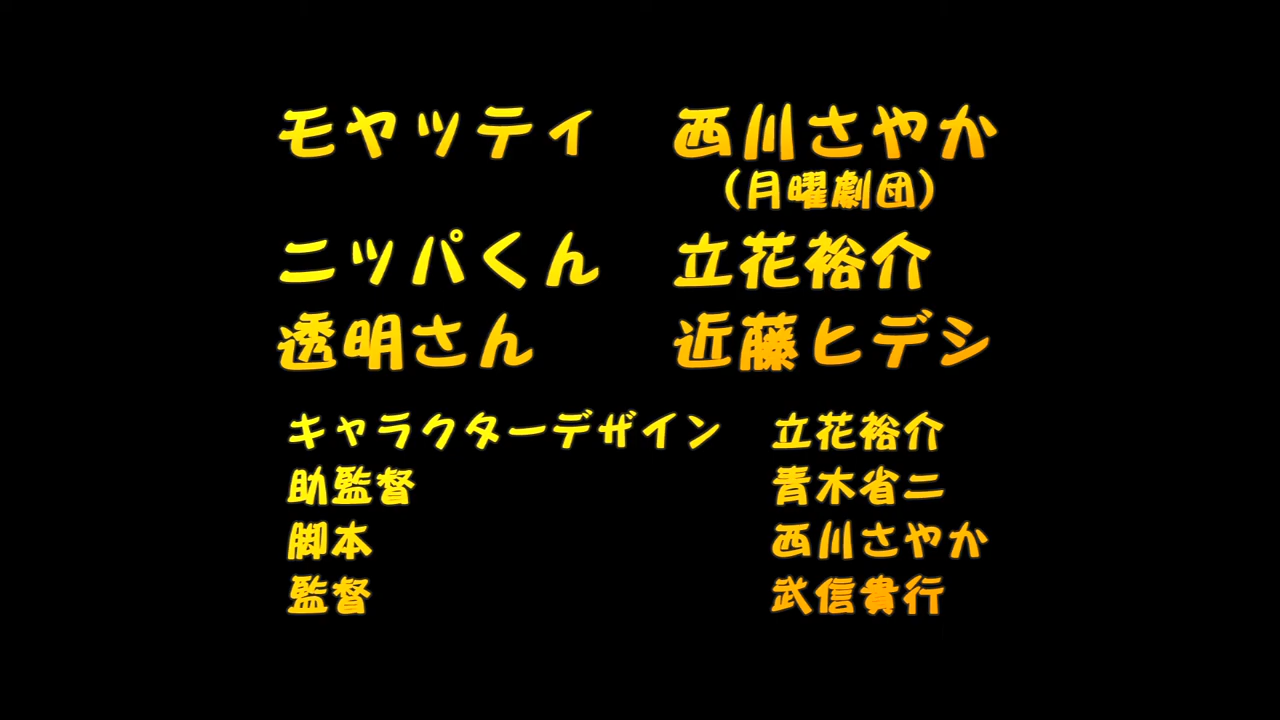 モヤッティ 西川さやか
(月曜劇団)
ニッパくん 立花裕介
透明さん 近藤ヒデシ
キャラクターデザイン 立花裕介
助監督 青木省二
脚本 西川さやか
監督 武信貴行